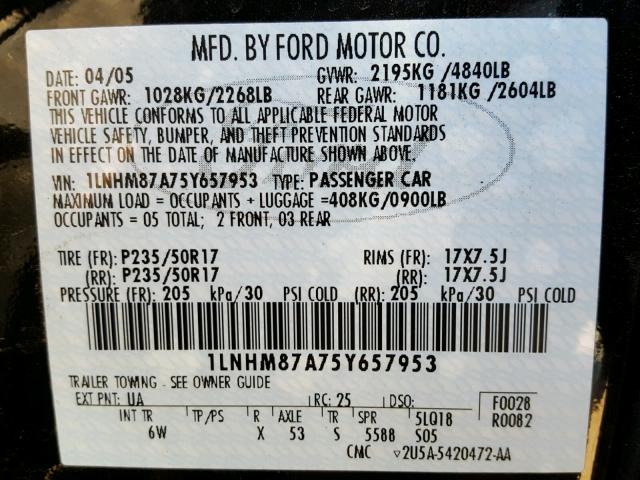 MFD. BY FORD MOTOR CO.
DATE: 04/05 GVWR: 2195KG /4840LB
FRONT GAWR: 1028KG/2268LB REAR GAWR: 1181KG /2604LB
THIS VEHICLE CONFORMS TO ALL APPLICABLE FEDERAL MOTOR
VEHICLE SAFETY, BUMPER, AND THEFT PREVENTION STANDARDS
IN EFFECT ON THE DATE OF MANUFACTURE SHOWN ABOVE.
VIN: 1LNHM87A75Y657953 TYPE: PASSENGER CAR
MAXIMUM LOAD = OCCUPANTS + LUGGAGE =408KG/0900LB
OCCUPANTS = 05 TOTAL; 2 FRONT, 03 REAR
TIRE (FR): P235/50R17 RIMS (FR): 17X7.5J
(RR): P235/50R17 (RR): 17X7.5J
PRESSURE (FR): 205 kPa/30 PSI COLD (RR): 205 kPa/30 PSI COLD
1LNHM87A75Y657953
TRAILER TOWING - SEE OWNER GUIDE
EXT PNT: UA RC: 25 DSO: F0028
INT TR TP/PS R AXLE TR SPR 5LQ18 R0082
6W X 53 S 5588 S05
CMC 2U5A-5420472-AA